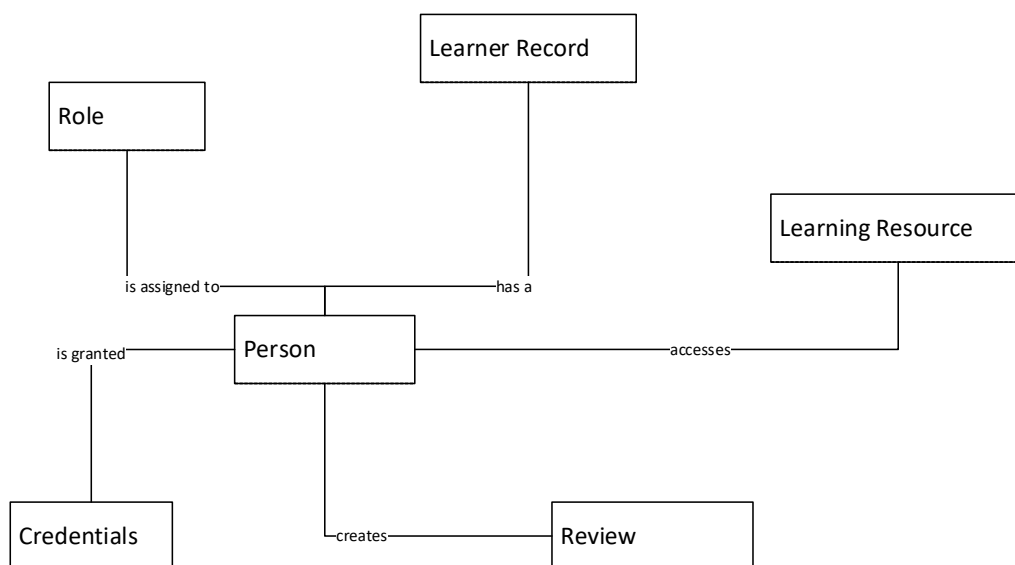 Learner Record
Role
Learning Resource
is assigned to
has a
Person
is granted
accesses
Credentials
creates
Review